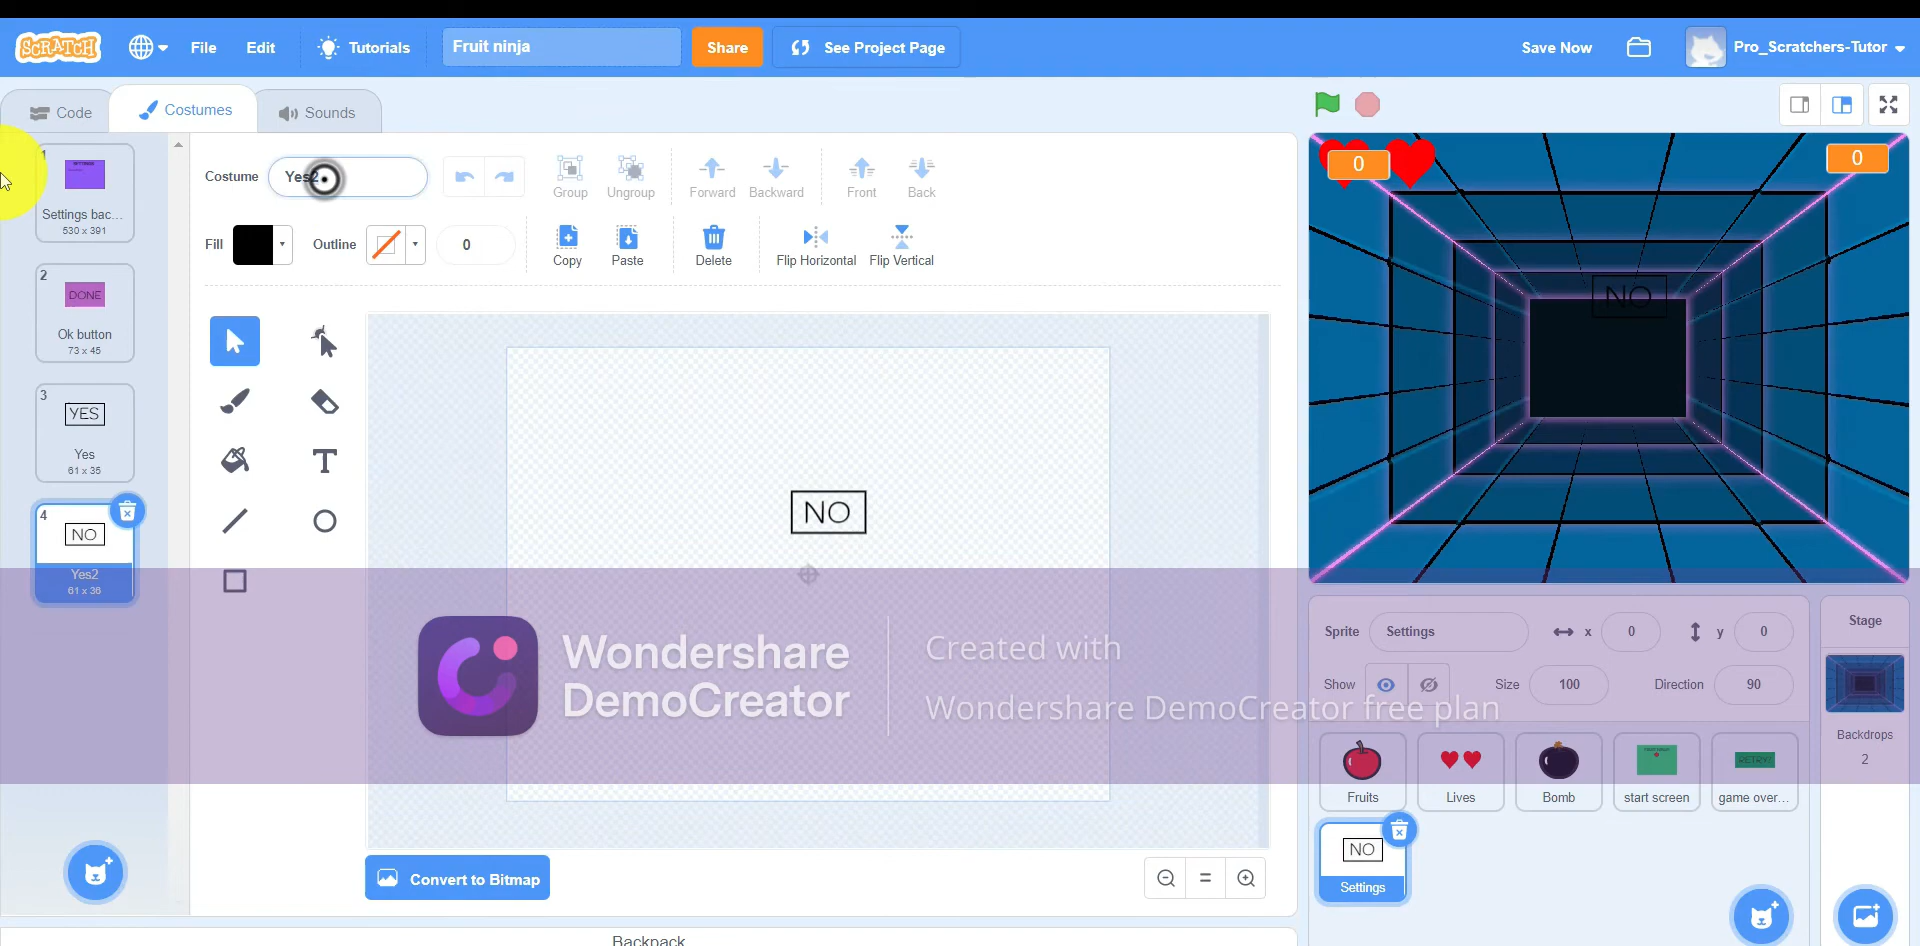 SCRATCH
File
Edit
Tutorials
Fruit ninja
Share
See Project Page
Save Now
Pro_Scratchers-Tutor
Code
Costumes
Sounds
1
Settings bac...
530 x 391
2
DONE
Ok button
73 x 45
3
YES
Yes
61 x 35
4
NO
Yes2
61 x 36
Costume
Yes2
Group
Ungroup
Forward
Backward
Front
Back
Fill
Outline
0
Copy
Paste
Delete
Flip Horizontal
Flip Vertical
T
NO
Convert to Bitmap
Backpack
0
0
NO
Wondershare
DemoCreator
Created with
Wondershare DemoCreator free plan
Sprite
Settings
x
0
y
0
Show
Size
100
Direction
90
Fruits
Lives
Bomb
start screen
RETRY!
game over...
NO
Settings
Stage
Backdrops
2